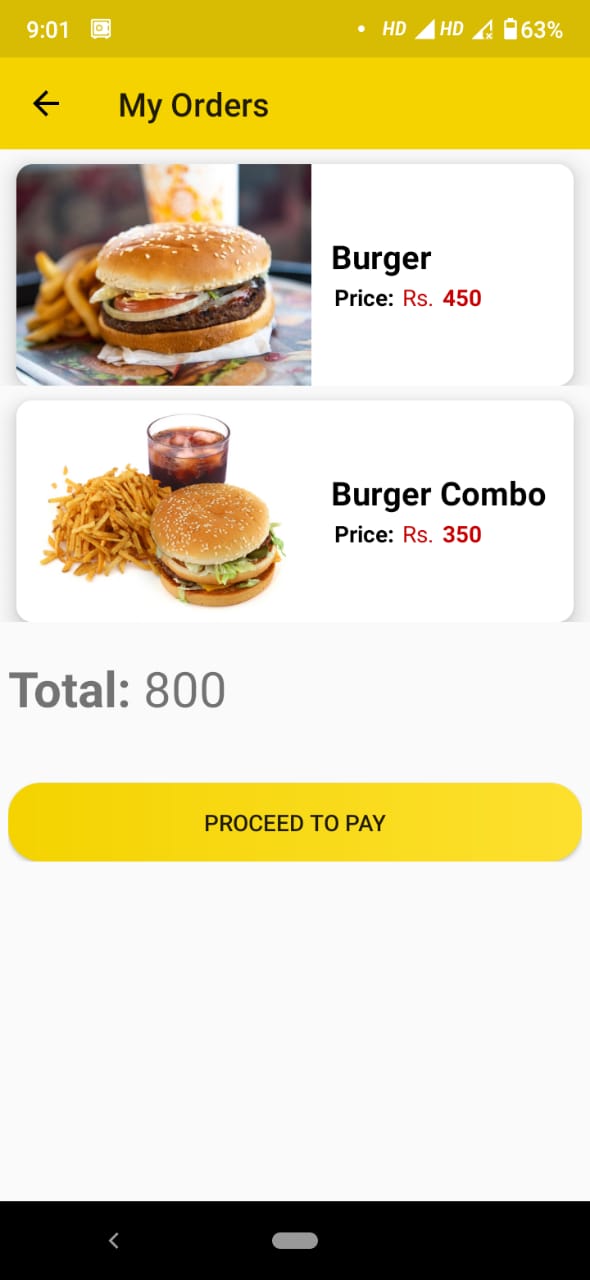 9:01 HD HD 63%
My Orders
Burger
Price: Rs. 450
Burger Combo
Price: Rs. 350
Total: 800
PROCEED TO PAY